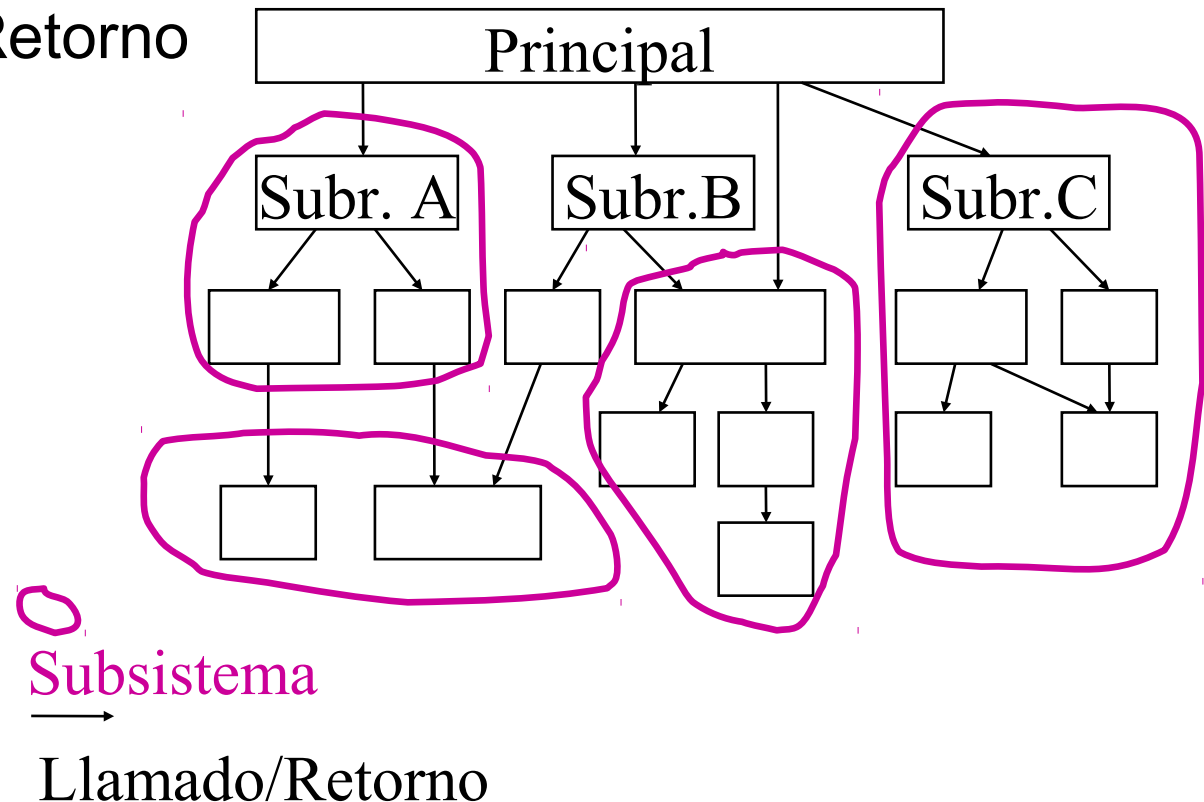 Retorno
Principal
Subr. A
Subr.B
Subr.C
Subsistema
Llamado/Retorno